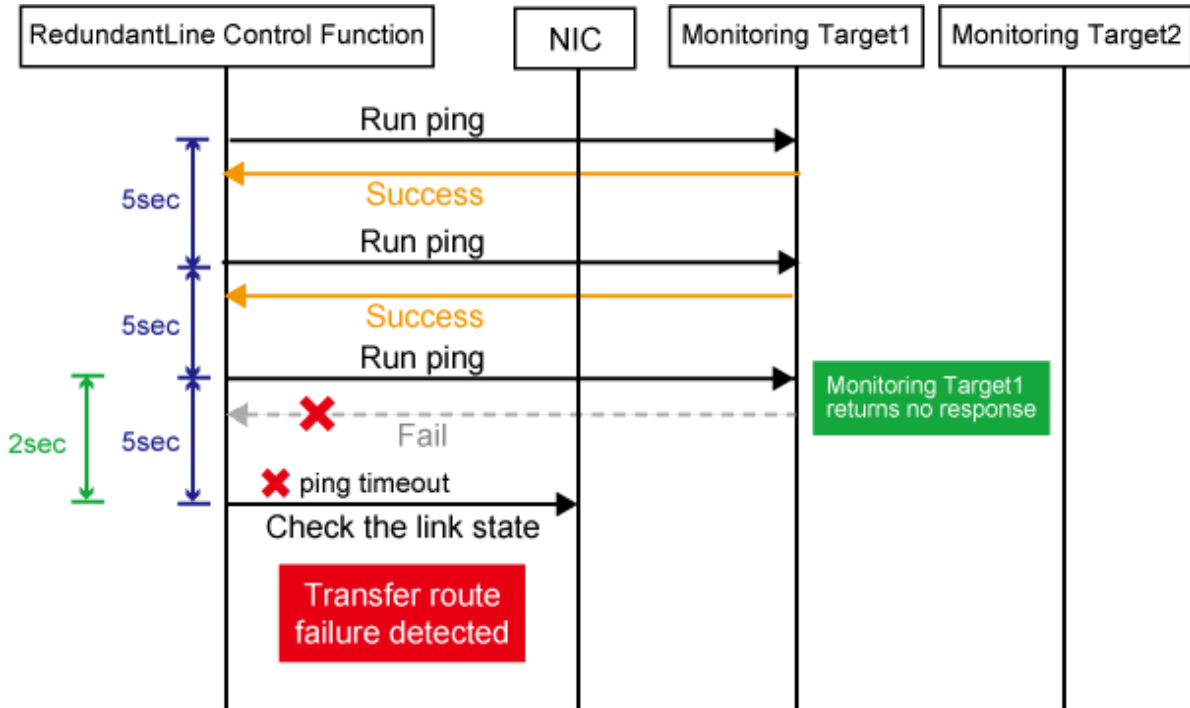 RedundantLine Control Function
NIC
Monitoring Target1
Monitoring Target2
Run ping
Success
5sec
Run ping
Success
5sec
Run ping
Monitoring Target1
returns no response
Fail
2sec
5sec
ping timeout
Check the link state
Transfer route
failure detected